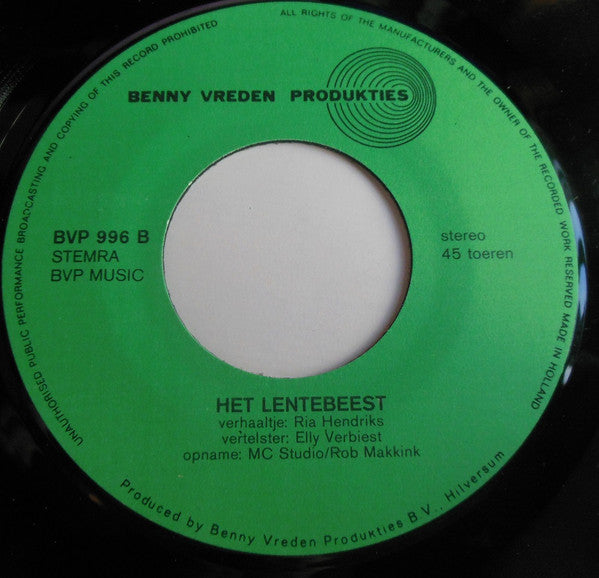 ALL RIGHTS OF THE MANUFACTURERS AND THE OWNER OF THE RECORDED WORK RESERVED MADE IN HOLLAND
UNAUTHORISED PUBLIC PERFORMANCE BROADCASTING AND COPYING OF THIS RECORD PROHIBITED
BENNY VREDEN PRODUKTIES
BVP 996 B
STEMRA
BVP MUSIC
stereo
45 toeren
HET LENTEBEEST
verhaaltje: Ria Hendriks
vertelster: Elly Verbiest
opname: MC Studio/Rob Makkink
Produced by Benny Vreden Produkties B.V., Hilversum